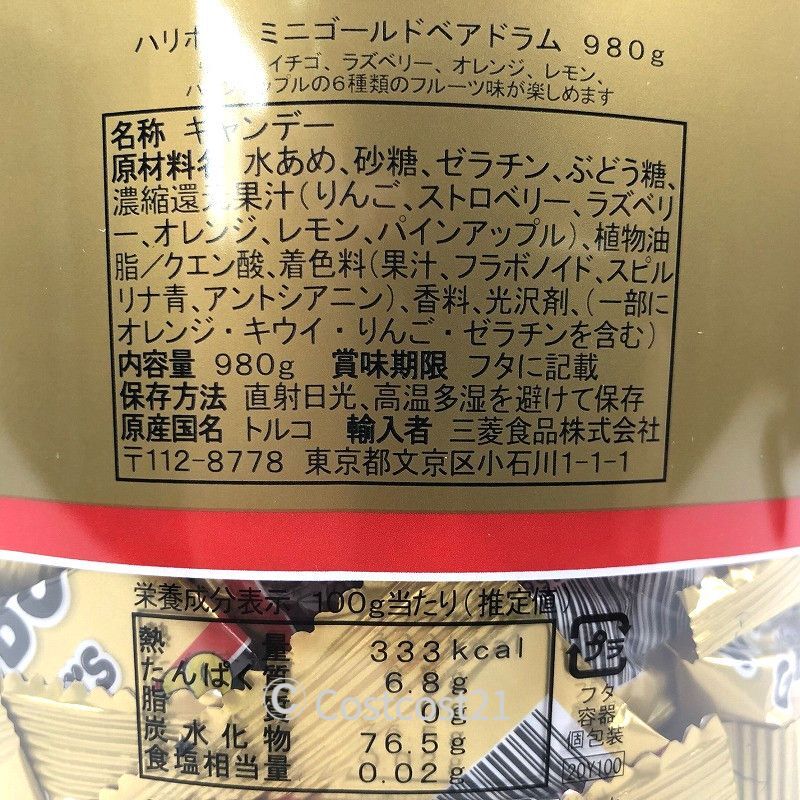 ハリボ ミニゴールドベアドラム 980g
イチゴ、ラズベリー、オレンジ、レモン、
プルの6種類のフルーツ味が楽しめます
名称 キャンデー
原材料名 水あめ、砂糖、ゼラチン、ぶどう糖、
濃縮還元果汁(りんご、ストロベリー、ラズベリ
ー、オレンジ、レモン、パインアップル)、植物油
脂/クエン酸、着色料(果汁、フラボノイド、スピル
リナ青、アントシアニン)、香料、光沢剤、(一部に
オレンジ・キウイ・りんご・ゼラチンを含む)
内容量 980g 賞味期限 フタに記載
保存方法 直射日光、高温多湿を避けて保存
原産国名 トルコ 輸入者 三菱食品株式会社
〒112-8778 東京都文京区小石川1-1-1
栄養成分表示 100g当たり(推定値)
熱量 333kcal
たんぱく質 6.8g
脂質
炭水化物 76.5g
食塩相当量 0.02g
© Costcost21
プラ
フタ
容器
個包装
20Y100